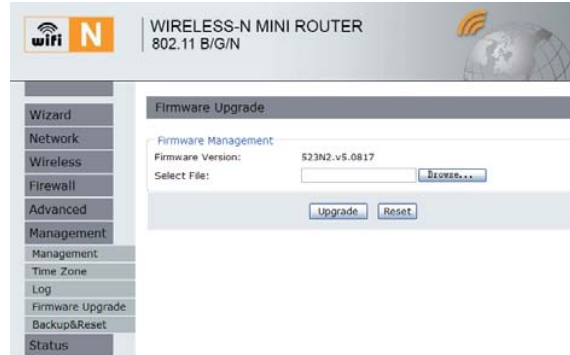 wifi N
WIRELESS-N MINI ROUTER
802.11 B/G/N
Wizard
Network
Wireless
Firewall
Advanced
Management
Management
Time Zone
Log
Firmware Upgrade
Backup&Reset
Status
Firmware Upgrade
Firmware Management
Firmware Version: 523N2.v5.0817
Select File: Browse...
Upgrade Reset